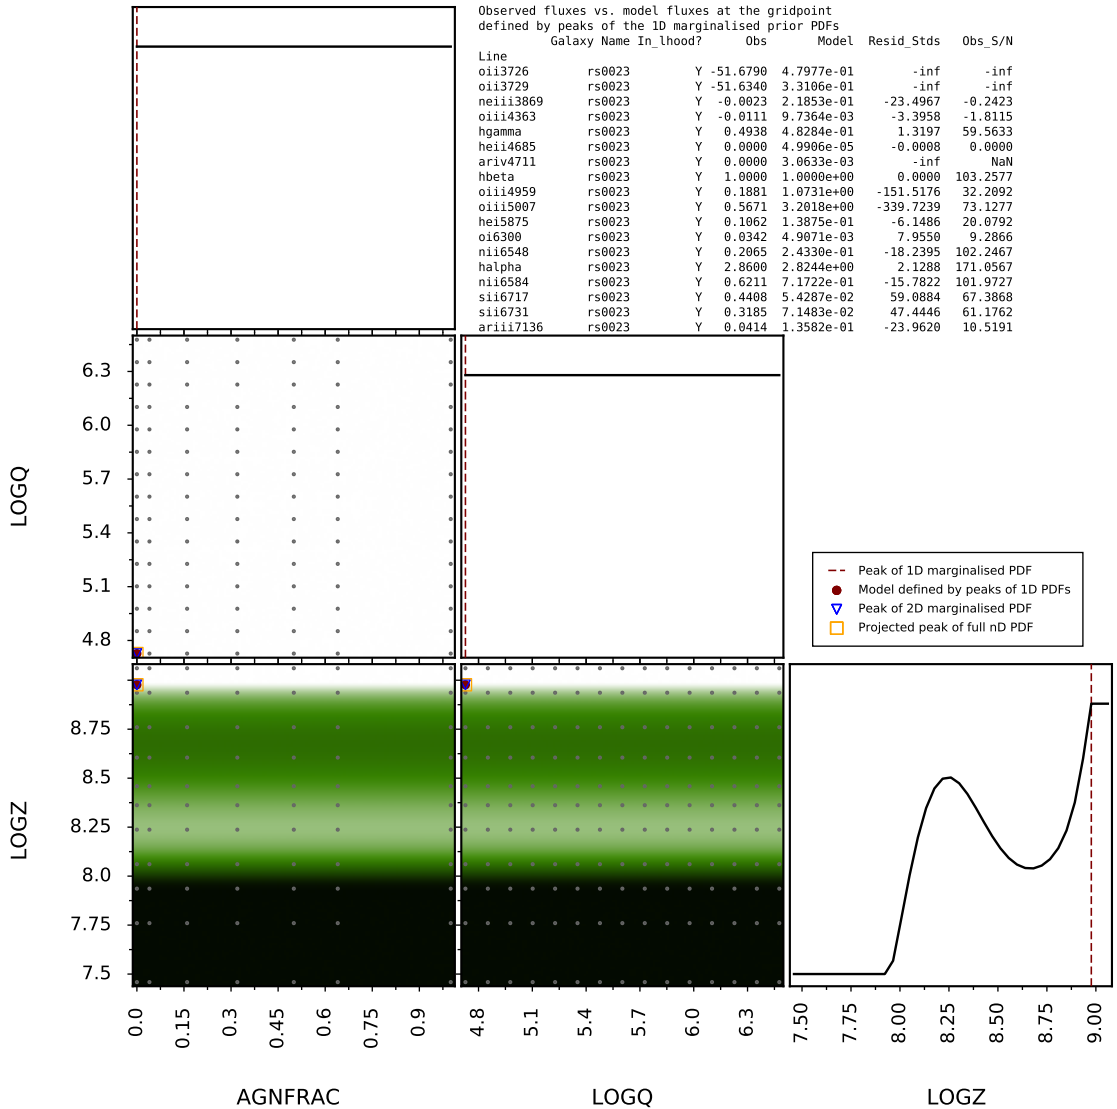 Observed fluxes vs. model fluxes at the gridpoint
defined by peaks of the 1D marginalised prior PDFs
Galaxy Name In_lhood? Obs Model Resid_Stds Obs_S/N
Line
oii3726 rs0023 Y -51.6790 4.7977e-01 -inf -inf
oii3729 rs0023 Y -51.6340 3.3106e-01 -inf -inf
neiii3869 rs0023 Y -0.0023 2.1853e-01 -23.4967 -0.2423
oiii4363 rs0023 Y -0.0111 9.7364e-03 -3.3958 -1.8115
hgamma rs0023 Y 0.4938 4.8284e-01 1.3197 59.5633
heii4685 rs0023 Y 0.0000 4.9906e-05 -0.0008 0.0000
ariv4711 rs0023 Y 0.0000 3.0633e-03 -inf NaN
hbeta rs0023 Y 1.0000 1.0000e+00 0.0000 103.2577
oiii4959 rs0023 Y 0.1881 1.0731e+00 -151.5176 32.2092
oiii5007 rs0023 Y 0.5671 3.2018e+00 -339.7239 73.1277
hei5875 rs0023 Y 0.1062 1.3875e-01 -6.1486 20.0792
oi6300 rs0023 Y 0.0342 4.9071e-03 7.9550 9.2866
nii6548 rs0023 Y 0.2065 2.4330e-01 -18.2395 102.2467
halpha rs0023 Y 2.8600 2.8244e+00 2.1288 171.0567
nii6584 rs0023 Y 0.6211 7.1722e-01 -15.7822 101.9727
sii6717 rs0023 Y 0.4408 5.4287e-02 59.0884 67.3868
sii6731 rs0023 Y 0.3185 7.1483e-02 47.4446 61.1762
ariii7136 rs0023 Y 0.0414 1.3582e-01 -23.9620 10.5191
6.3
6.0
5.7
5.4
5.1
4.8
LOGQ
Peak of 1D marginalised PDF
Model defined by peaks of 1D PDFs
Peak of 2D marginalised PDF
Projected peak of full nD PDF
8.75
8.5
8.25
8.0
7.75
7.5
LOGZ
0.0 0.15 0.3 0.45 0.6 0.75 0.9
4.8 5.1 5.4 5.7 6.0 6.3
7.50 7.75 8.00 8.25 8.50 8.75 9.00
AGNFRAC LOGQ LOGZ